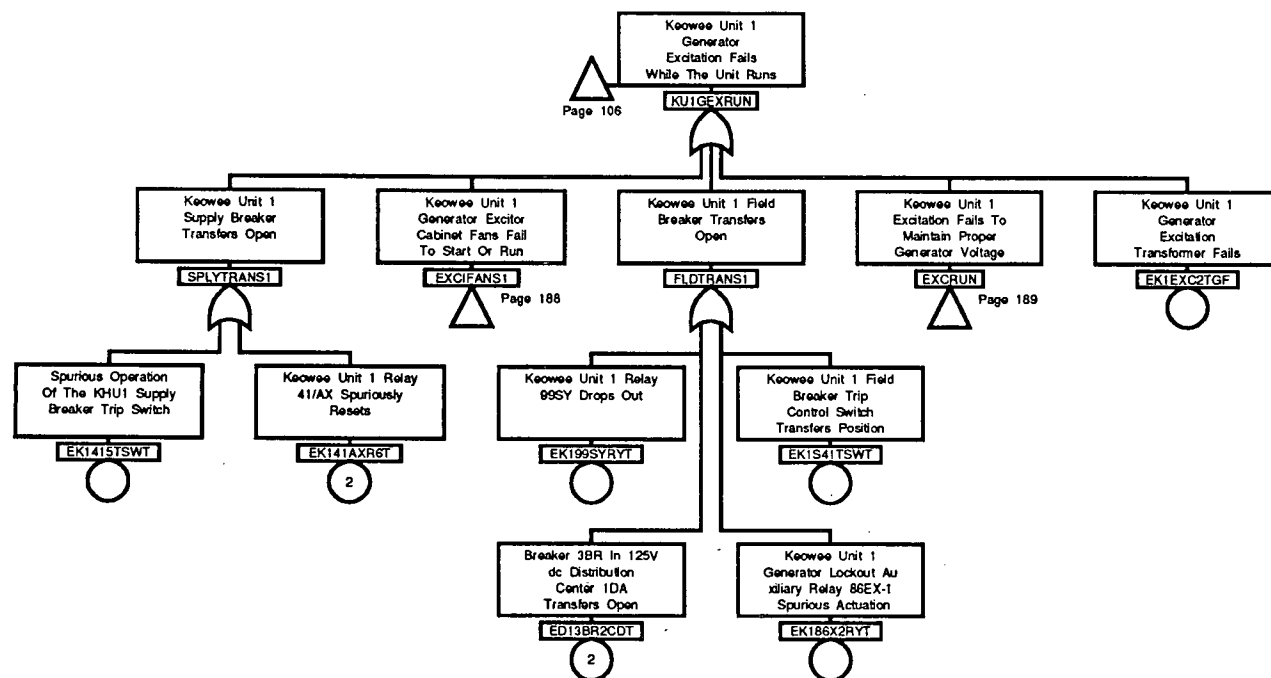 Keowee Unit 1
Generator
Excitation Fails
While The Unit Runs
Page 106
KU1GEXRUN
Keowee Unit 1
Supply Breaker
Transfers Open
SPLYTRANS1
Keowee Unit 1
Generator Excitor
Cabinet Fans Fail
To Start Or Run
EXCIFANS1
Page 188
Keowee Unit 1 Field
Breaker Transfers
Open
FLDTRANS1
Keowee Unit 1
Excitation Fails To
Maintain Proper
Generator Voltage
EXCRUN
Page 189
Keowee Unit 1
Generator
Excitation
Transformer Fails
EK1EXC2TGF
Spurious Operation
Of The KHU1 Supply
Breaker Trip Switch
EK1415TSWT
Keowee Unit 1 Relay
41/AX Spuriously
Resets
EK141AXR6T
2
Keowee Unit 1 Relay
99SY Drops Out
EK199SYRYT
Keowee Unit 1 Field
Breaker Trip
Control Switch
Transfers Position
EK1S41TSWT
Breaker 3BR In 125V
dc Distribution
Center 1DA
Transfers Open
ED13BR2CDT
2
Keowee Unit 1
Generator Lockout Au
xiliary Relay 86EX-1
Spurious Actuation
EK186X2RYT